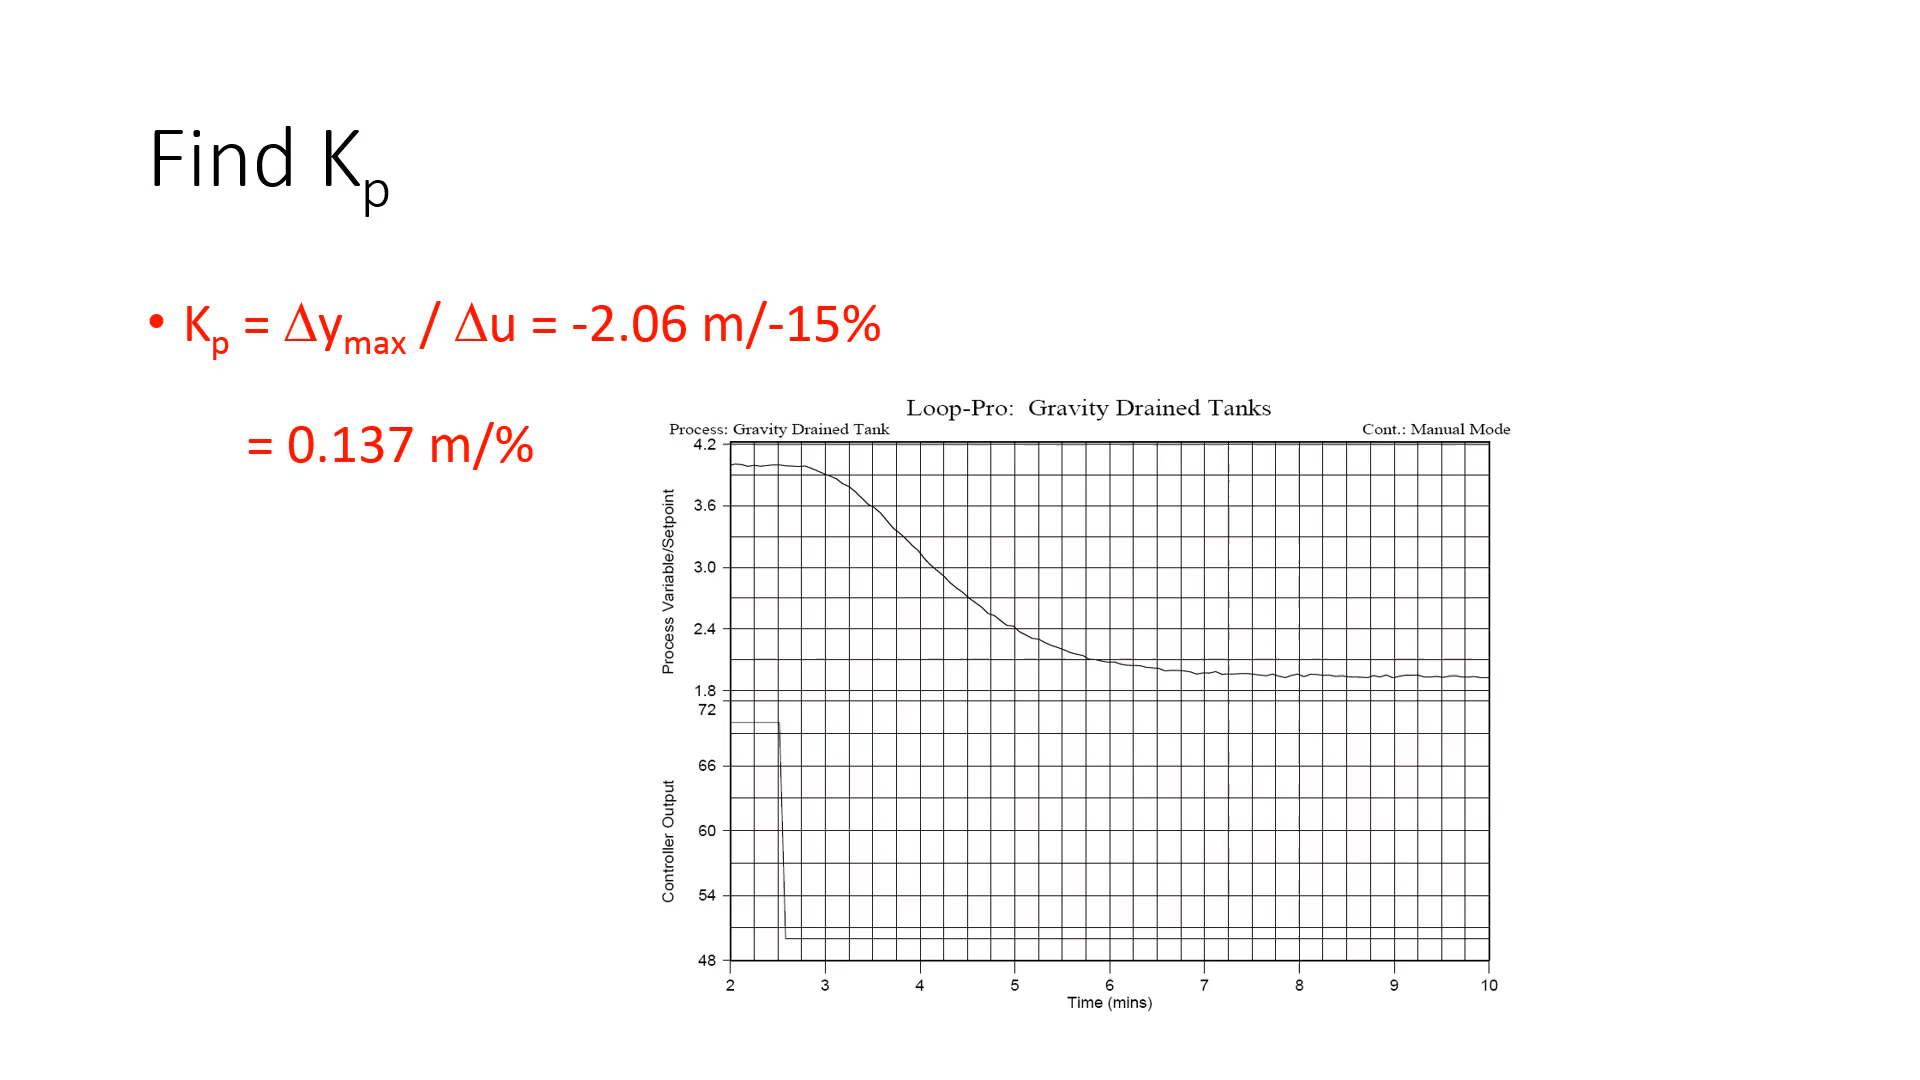 Find Kp
• Kp = Δymax / Δu = -2.06 m/-15%
= 0.137 m/%
Loop-Pro: Gravity Drained Tanks
Process: Gravity Drained Tank
Cont.: Manual Mode
Process Variable/Setpoint
4.2
3.6
3.0
2.4
1.8
Controller Output
72
66
60
54
48
2 3 4 5 6 7 8 9 10
Time (mins)